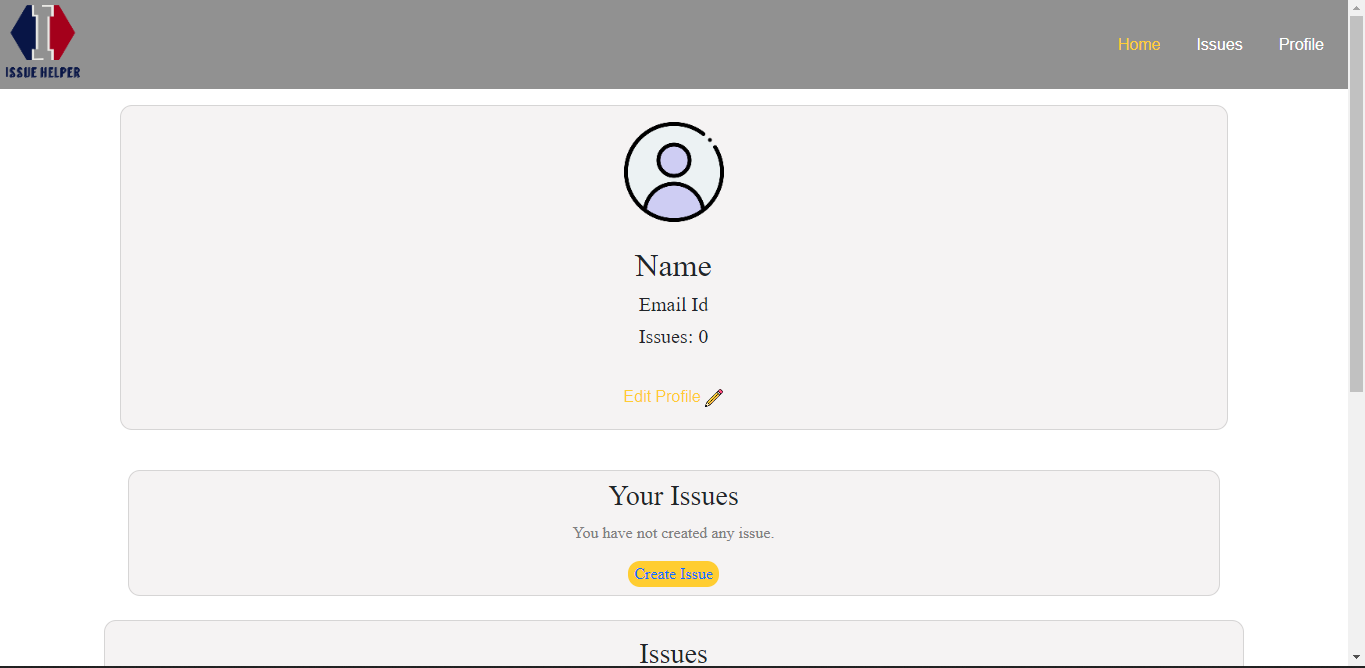 ISSUE HELPER
Home Issues Profile
Name
Email Id
Issues: 0
Edit Profile
Your Issues
You have not created any issue.
Create Issue
Issues